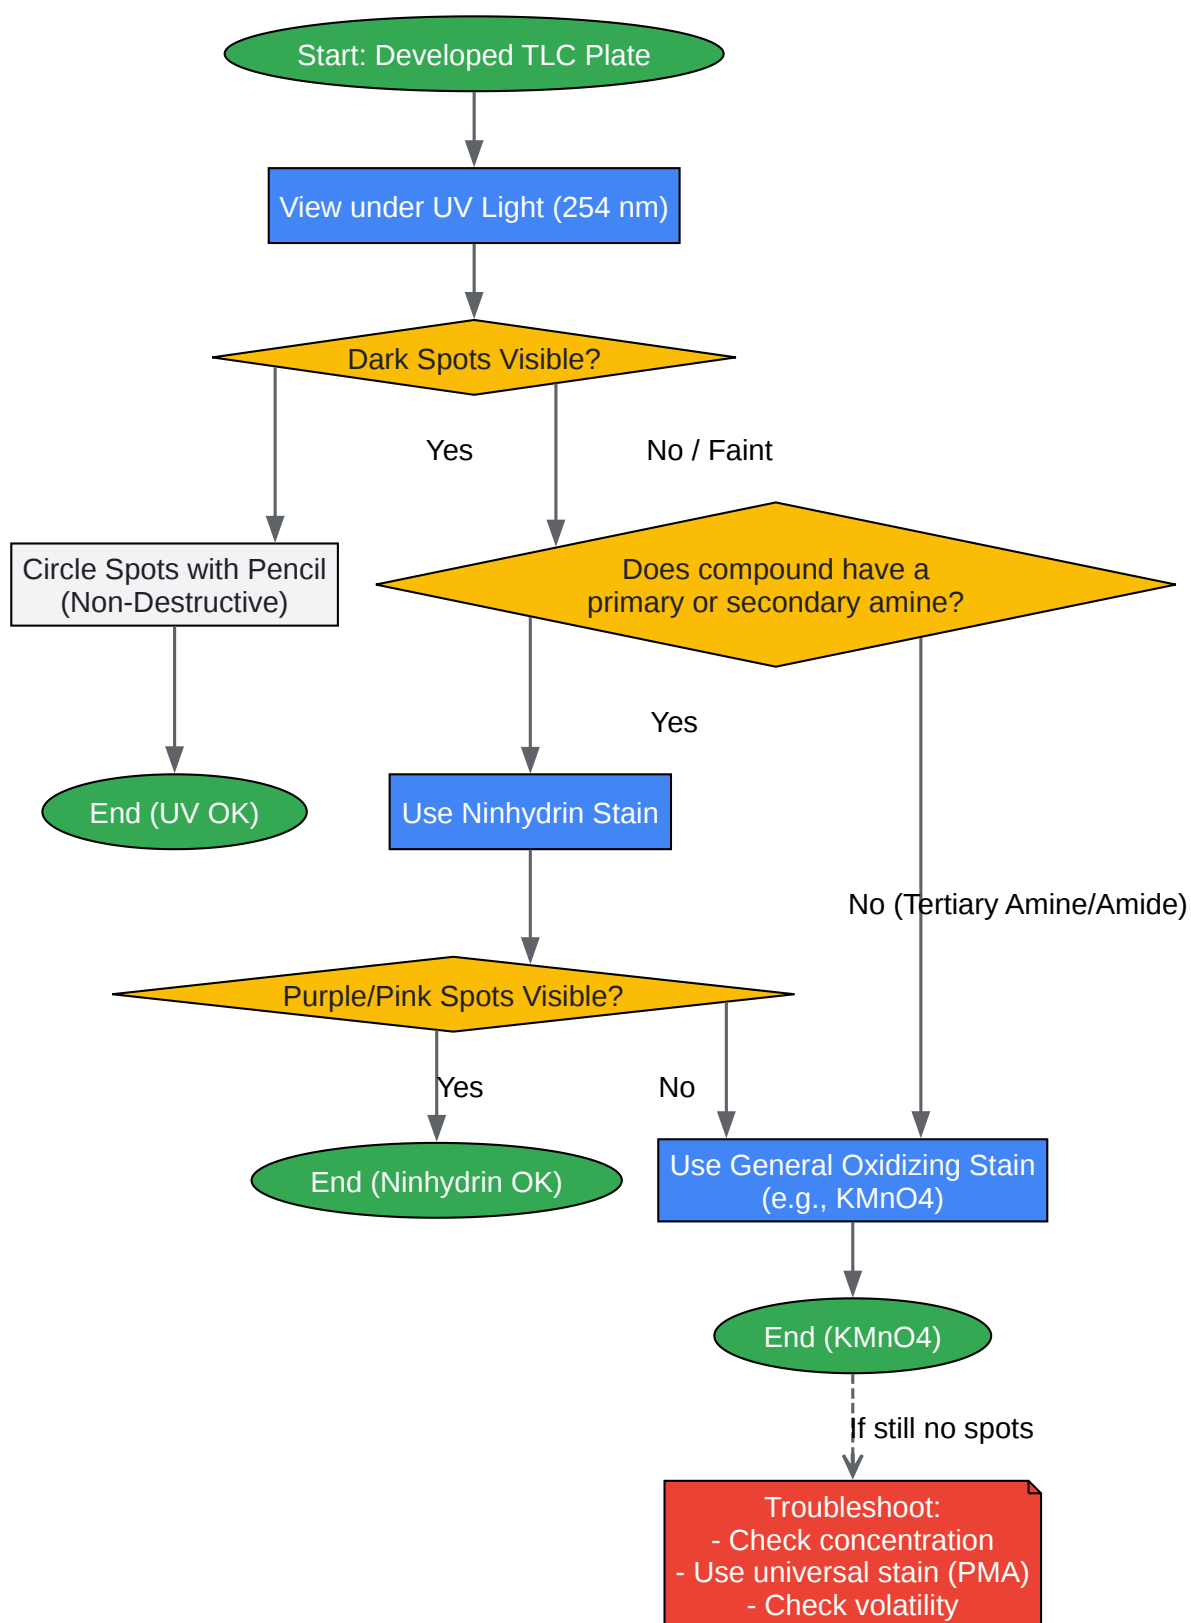 Start: Developed TLC Plate
View under UV Light (254 nm)
Dark Spots Visible?
Yes
No / Faint
Circle Spots with Pencil
(Non-Destructive)
Does compound have a
primary or secondary amine?
Yes
End (UV OK)
Use Ninhydrin Stain
No (Tertiary Amine/Amide)
Purple/Pink Spots Visible?
Yes
No
End (Ninhydrin OK)
Use General Oxidizing Stain
(e.g., KMnO4)
End (KMnO4)
If still no spots
Troubleshoot:
- Check concentration
- Use universal stain (PMA)
- Check volatility